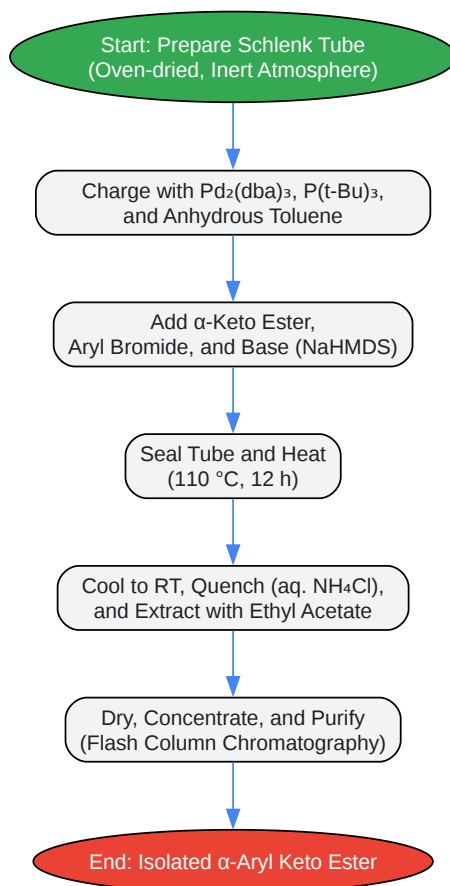 Start: Prepare Schlenk Tube
(Oven-dried, Inert Atmosphere)
Charge with Pd₂(dba)₃, P(t-Bu)₃,
and Anhydrous Toluene
Add α-Keto Ester,
Aryl Bromide, and Base (NaHMDS)
Seal Tube and Heat
(110 °C, 12 h)
Cool to RT, Quench (aq. NH₄Cl),
and Extract with Ethyl Acetate
Dry, Concentrate, and Purify
(Flash Column Chromatography)
End: Isolated α-Aryl Keto Ester